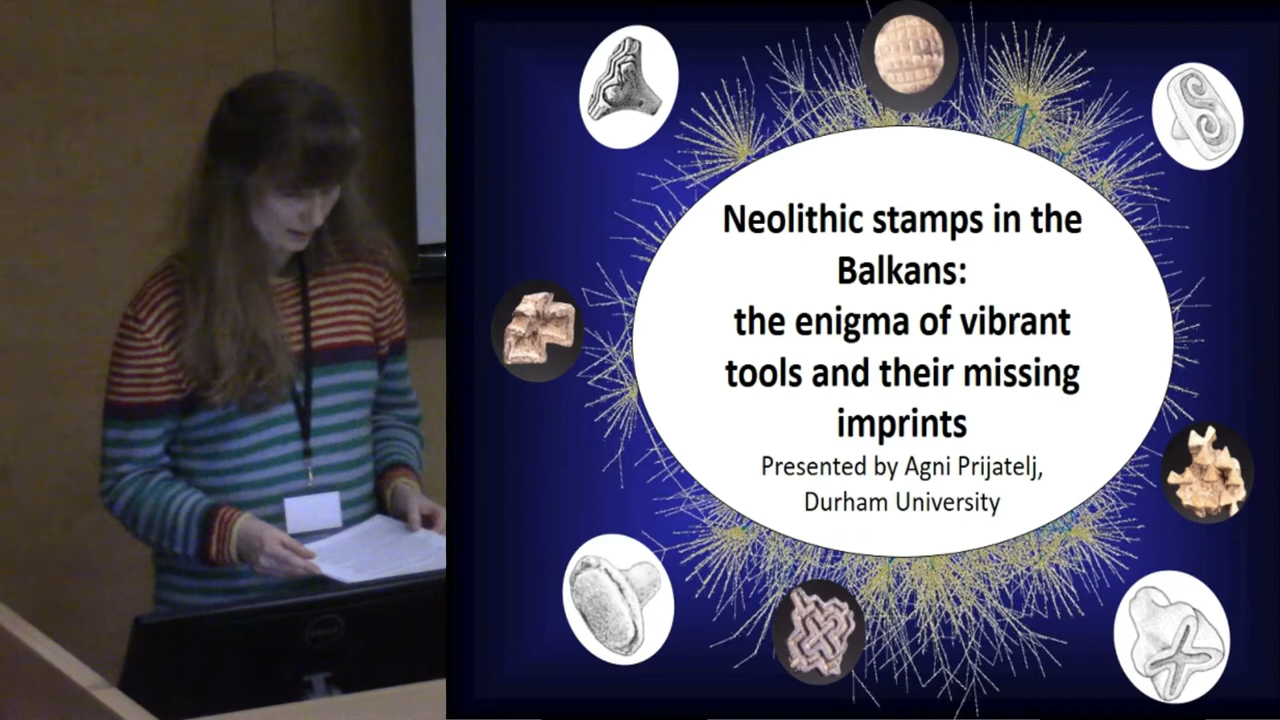 Neolithic stamps in the
Balkans:
the enigma of vibrant
tools and their missing
imprints
Presented by Agni Prijatelj,
Durham University
DELL